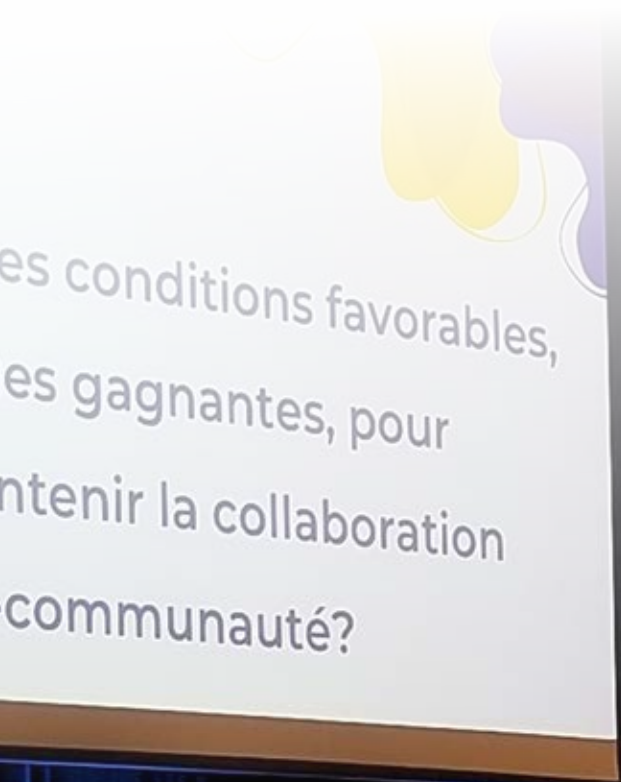 es conditions favorables,
es gagnantes, pour
ntenir la collaboration
-communauté?